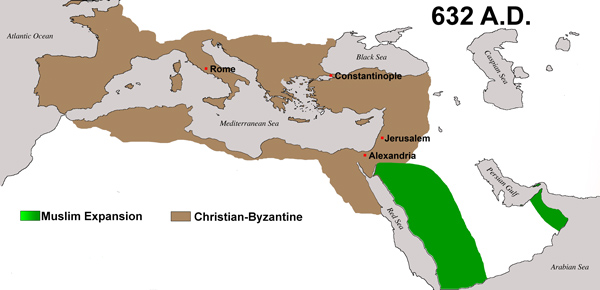 632 A.D.
Atlantic Ocean
Black Sea
Caspian Sea
Rome
Constantinople
Mediterranean Sea
Jerusalem
Alexandria
Persian Gulf
Red Sea
Muslim Expansion
Christian-Byzantine
Arabian Sea